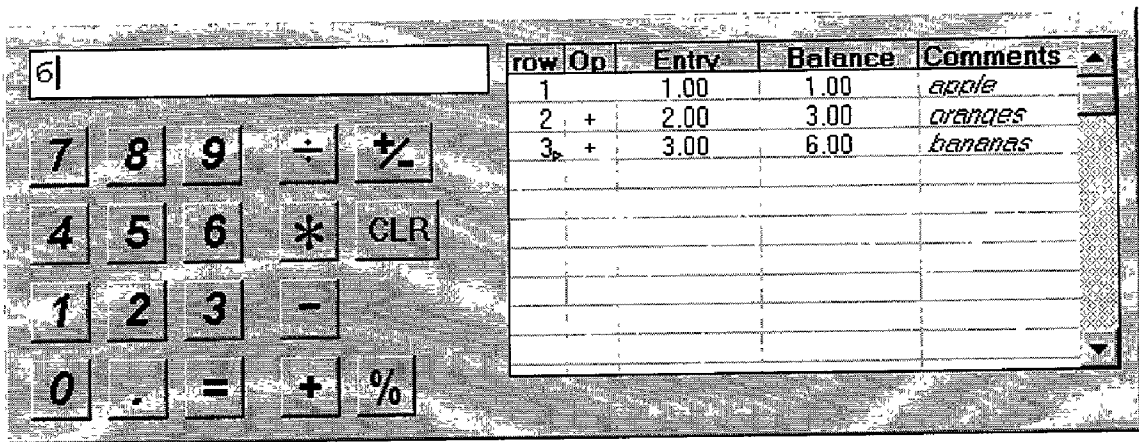 6
7 8 9 ÷ +/-
4 5 6 * CLR
1 2 3 -
0 . = + %
row Op Entry Balance Comments
1 1.00 1.00 apple
2 + 2.00 3.00 oranges
3 + 3.00 6.00 bananas